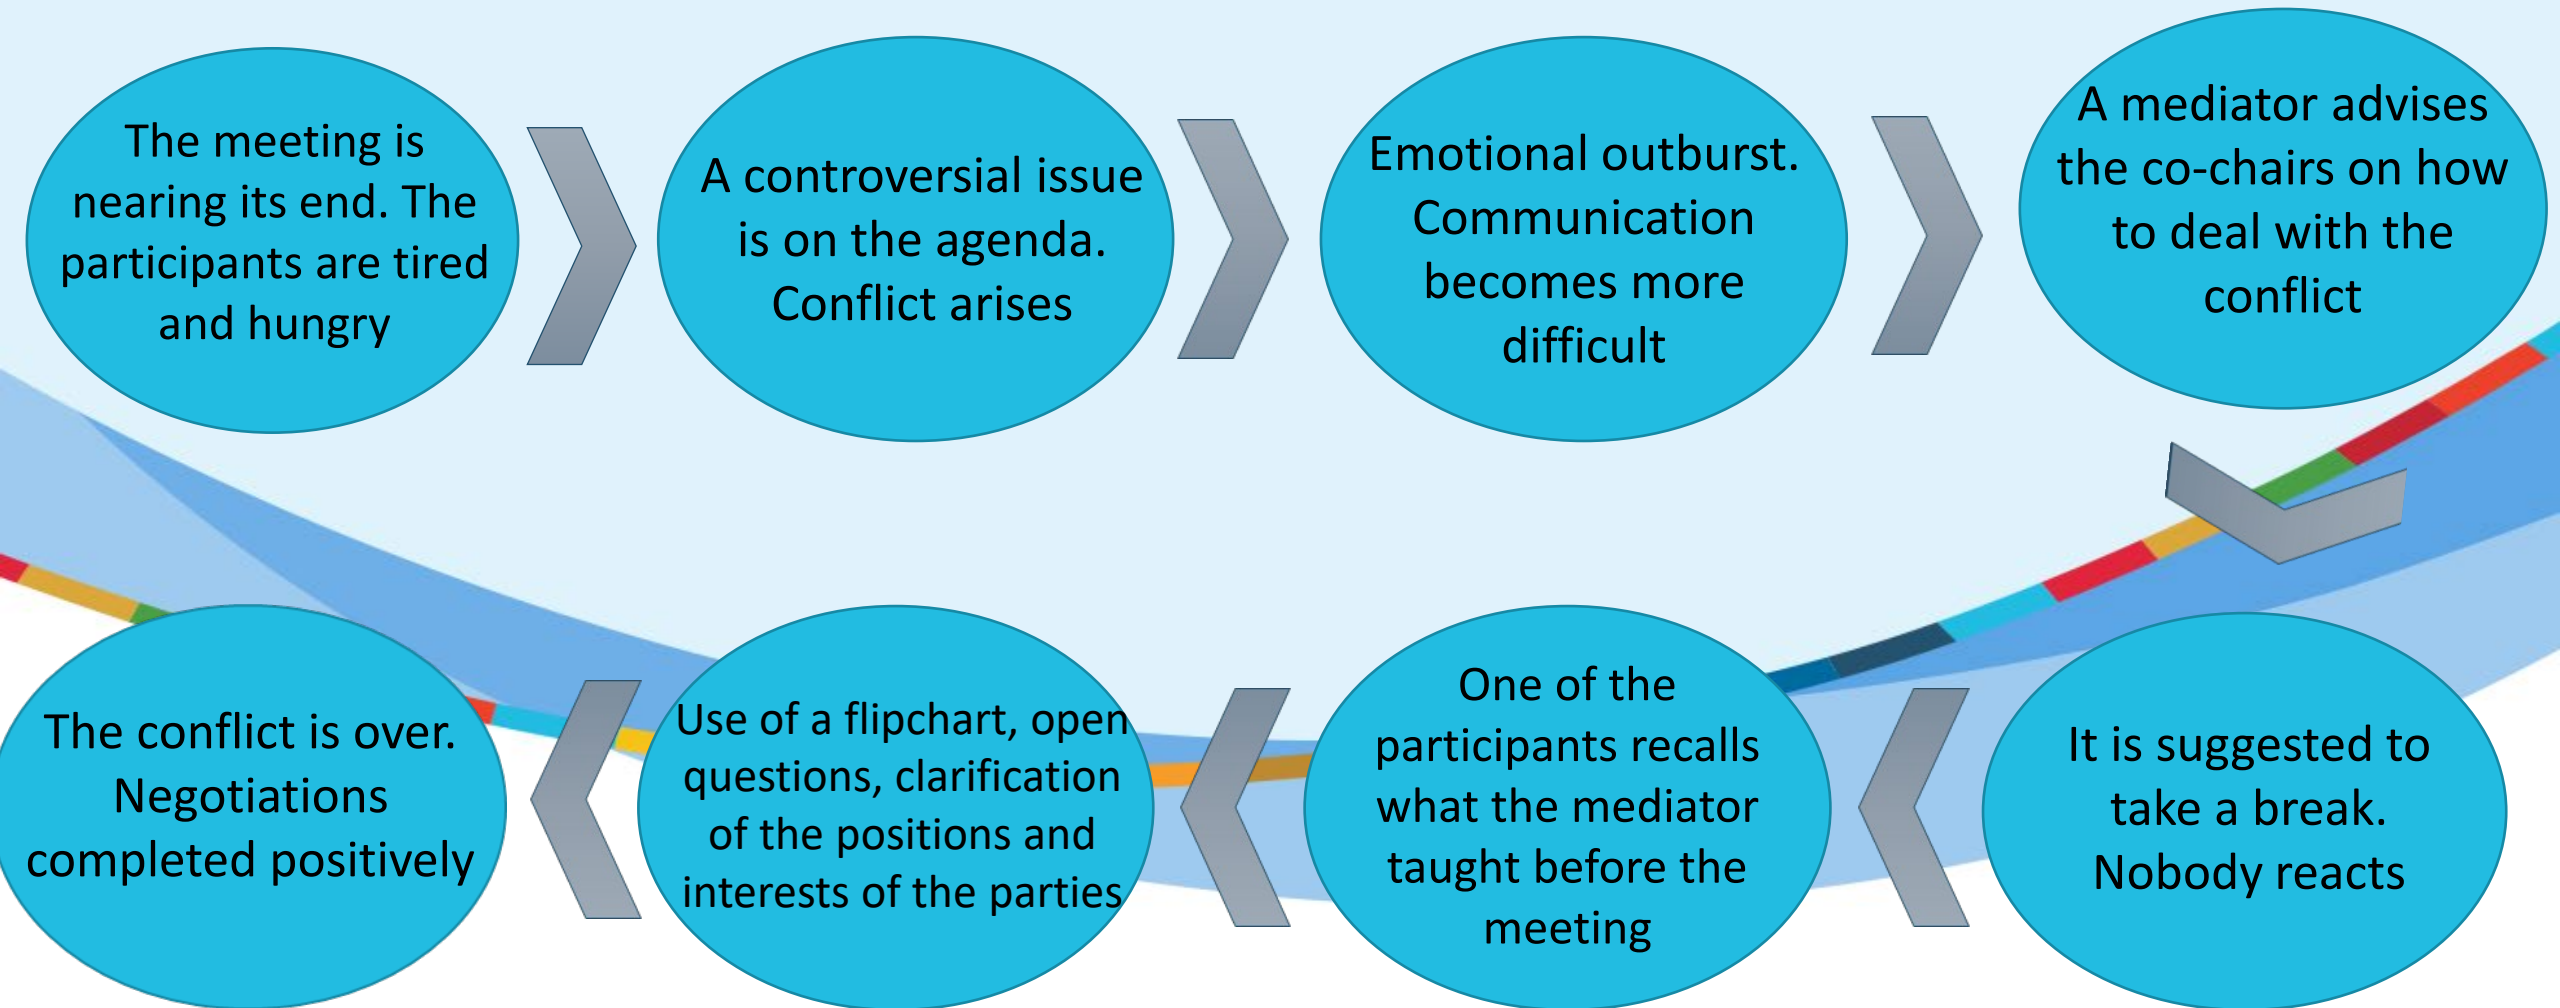 The meeting is
nearing its end. The
participants are tired
and hungry
A controversial issue
is on the agenda.
Conflict arises
Emotional outburst.
Communication
becomes more
difficult
A mediator advises
the co-chairs on how
to deal with the
conflict
It is suggested to
take a break.
Nobody reacts
One of the
participants recalls
what the mediator
taught before the
meeting
Use of a flipchart, open
questions, clarification
of the positions and
interests of the parties
The conflict is over.
Negotiations
completed positively